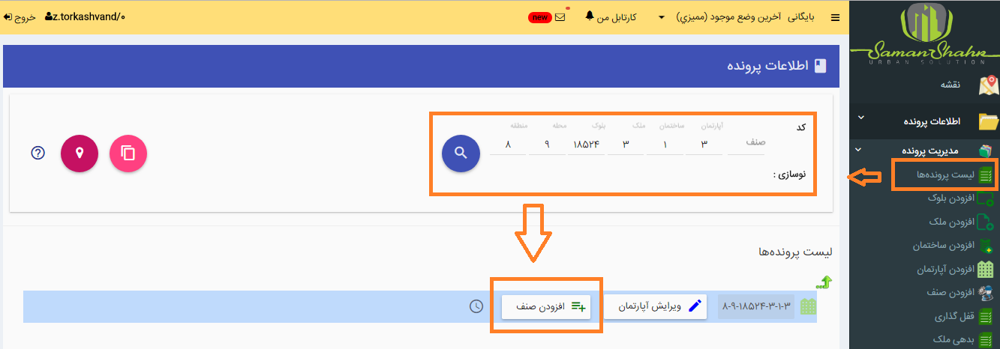 بایگانی آخرین وضع موجود (ممیزی) کارتابل من new
z.torkashvand/۰ خروج
SamanShahr
URBAN SOLUTION
نقشه
اطلاعات پرونده
مدیریت پرونده
لیست پرونده‌ها
افزودن بلوک
افزودن ملک
افزودن ساختمان
افزودن آپارتمان
افزودن صنف
قفل گذاری
بدهی ملک
اطلاعات پرونده
کد
نوسازی :
صنف آپارتمان ساختمان ملک بلوک محله منطقه
۳ ۱ ۳ ۱۸۵۲۴ ۹ ۸
لیست پرونده‌ها
۸-۹-۱۸۵۲۴-۳-۱-۳ ویرایش آپارتمان افزودن صنف